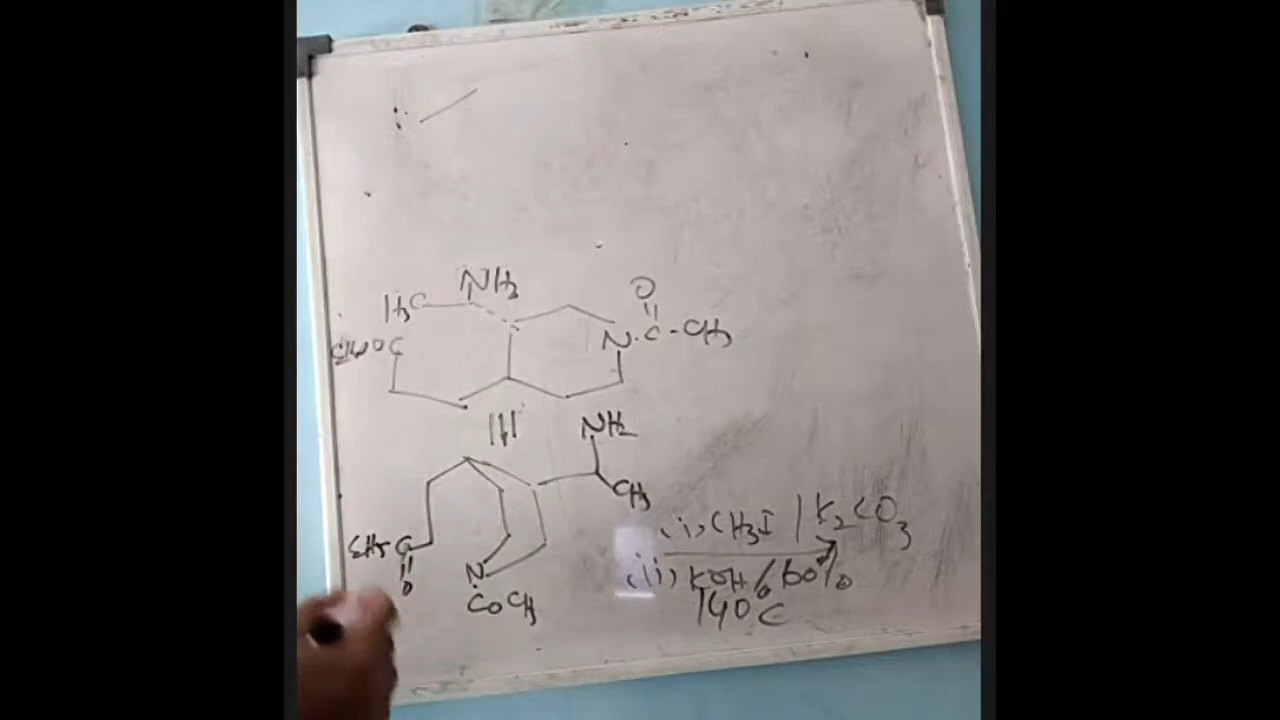 NH2
O
H3C
N C CH3
NH2
(i) CH3I / K2CO3
CH3
O
N
(ii) KOH / 60%
COCH3
140 C